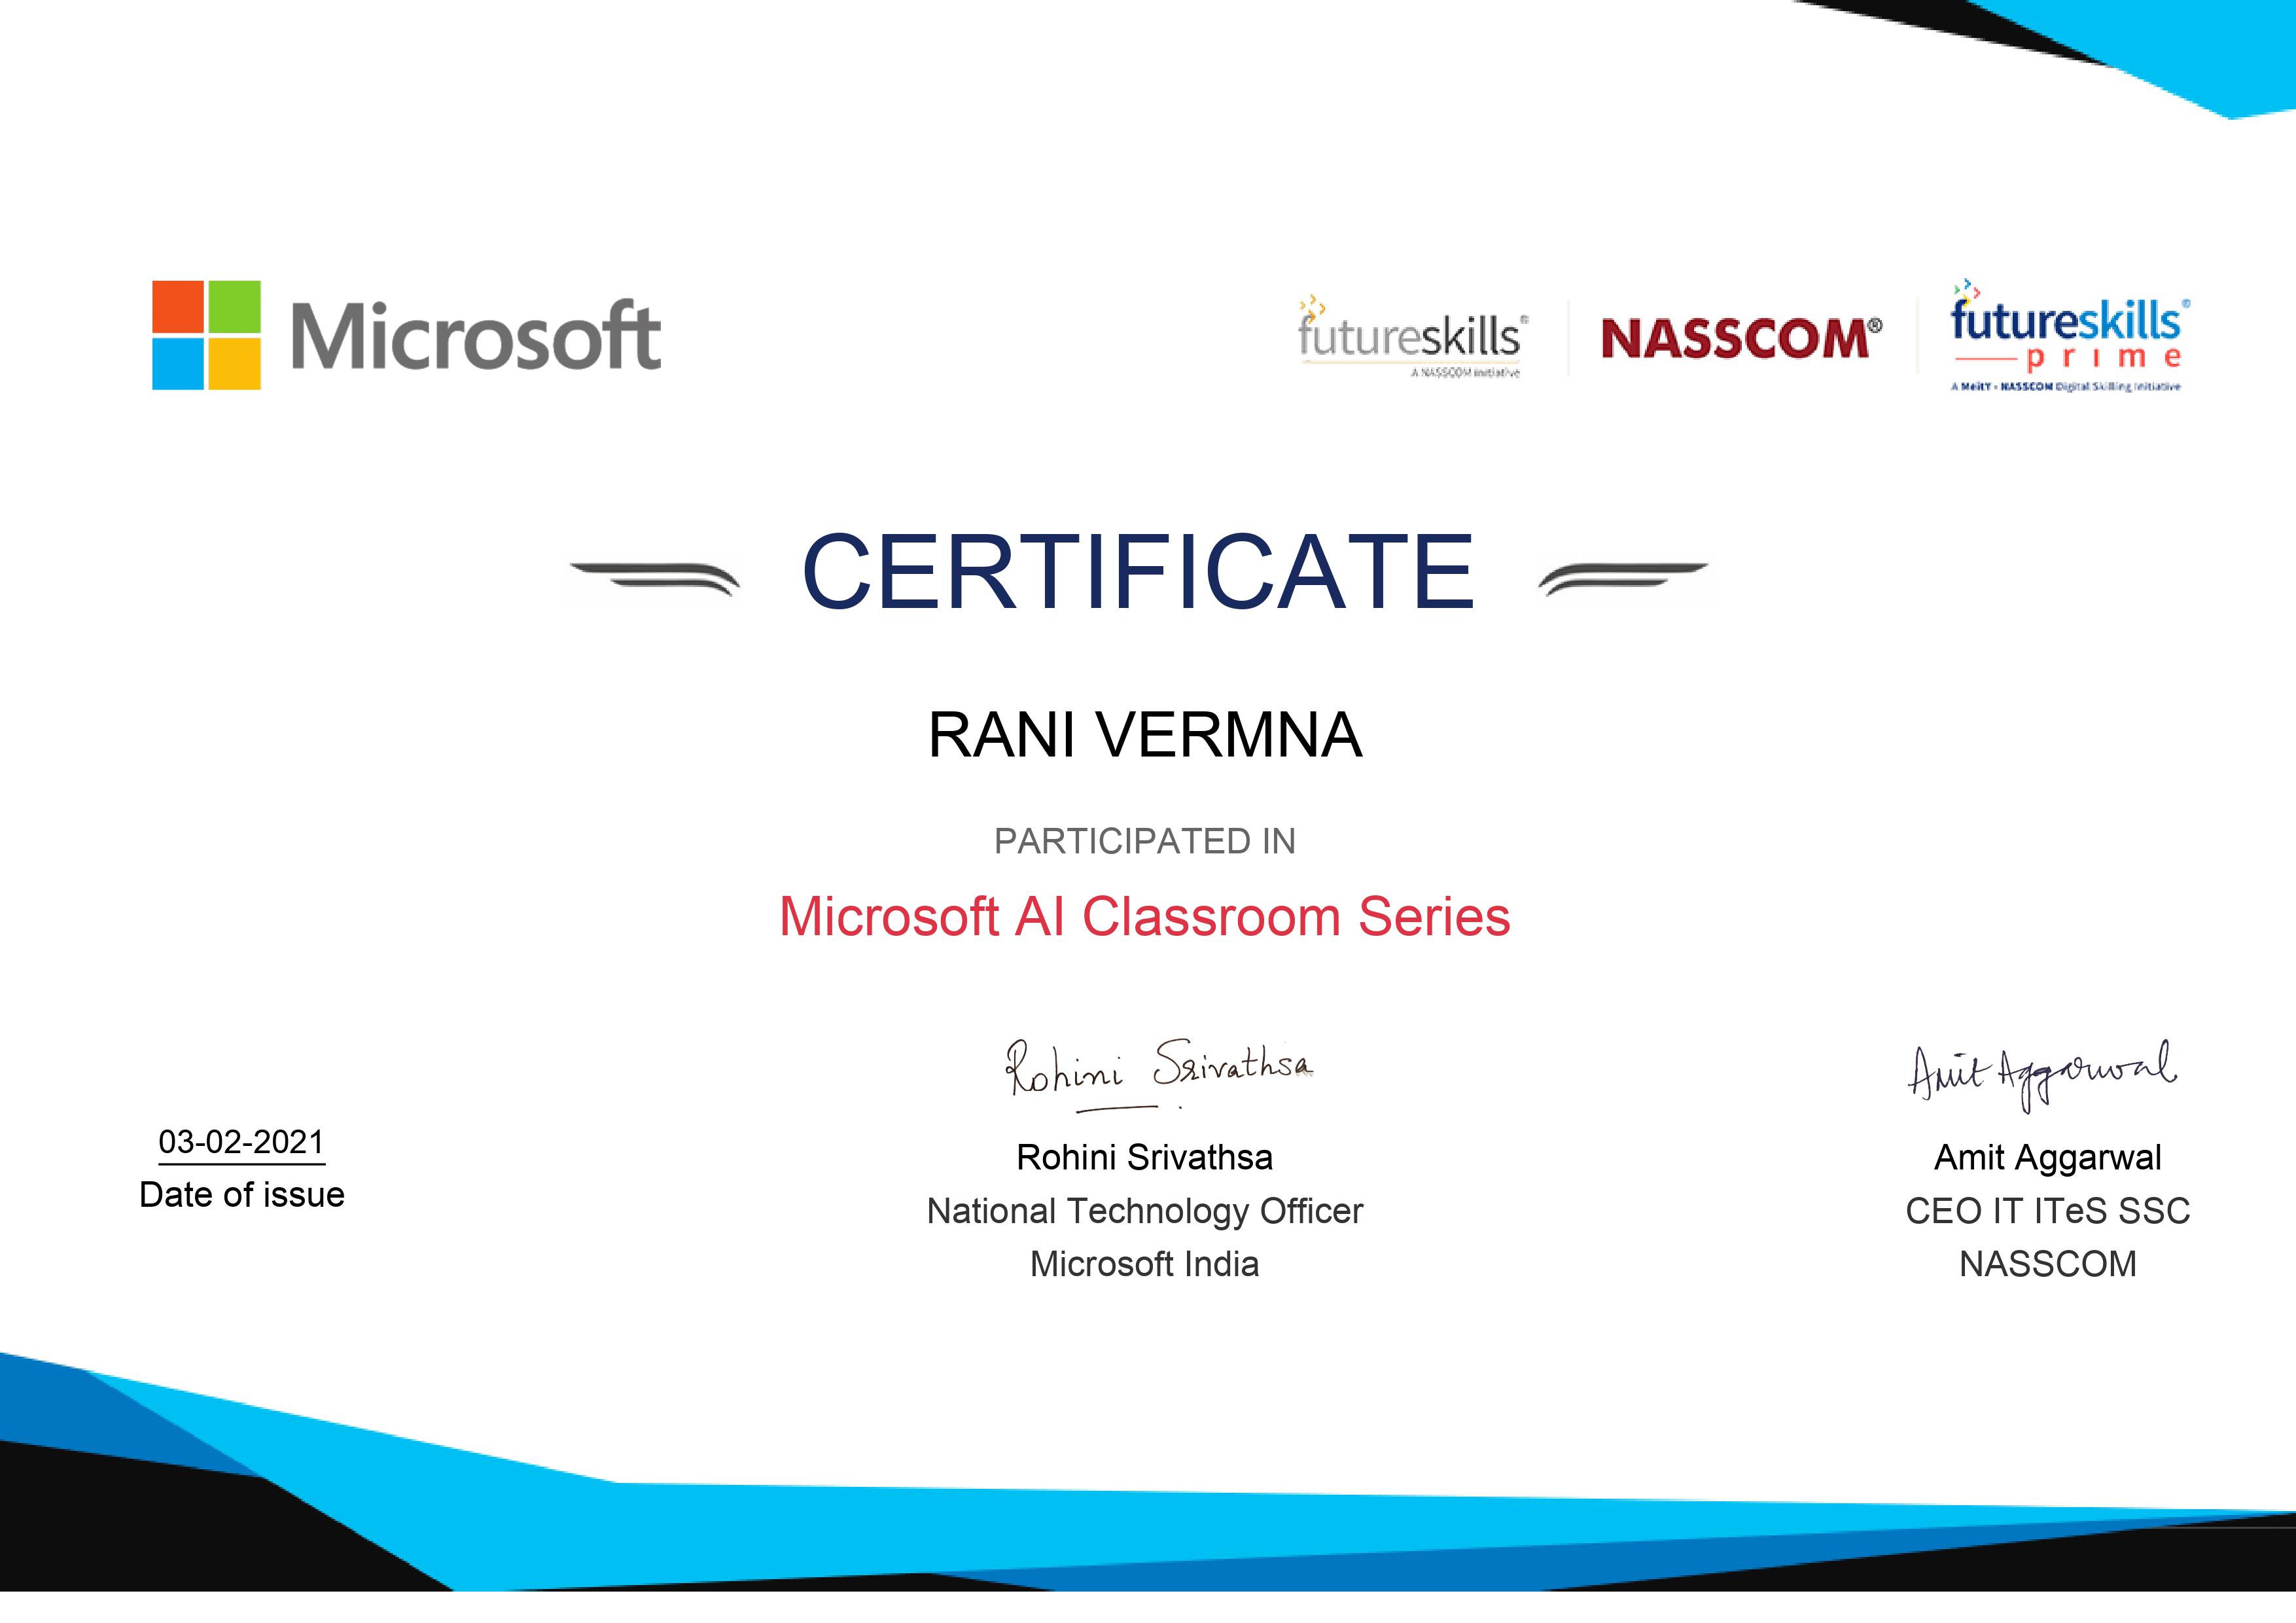 Microsoft
futureskills®
A NASSCOM Initiative
NASSCOM®
futureskills®
prime
A MeitY - NASSCOM Digital Skilling Initiative
CERTIFICATE
RANI VERMNA
PARTICIPATED IN
Microsoft AI Classroom Series
Rohini Srivathsa
Amit Aggarwal
03-02-2021
Date of issue
Rohini Srivathsa
National Technology Officer
Microsoft India
Amit Aggarwal
CEO IT ITeS SSC
NASSCOM